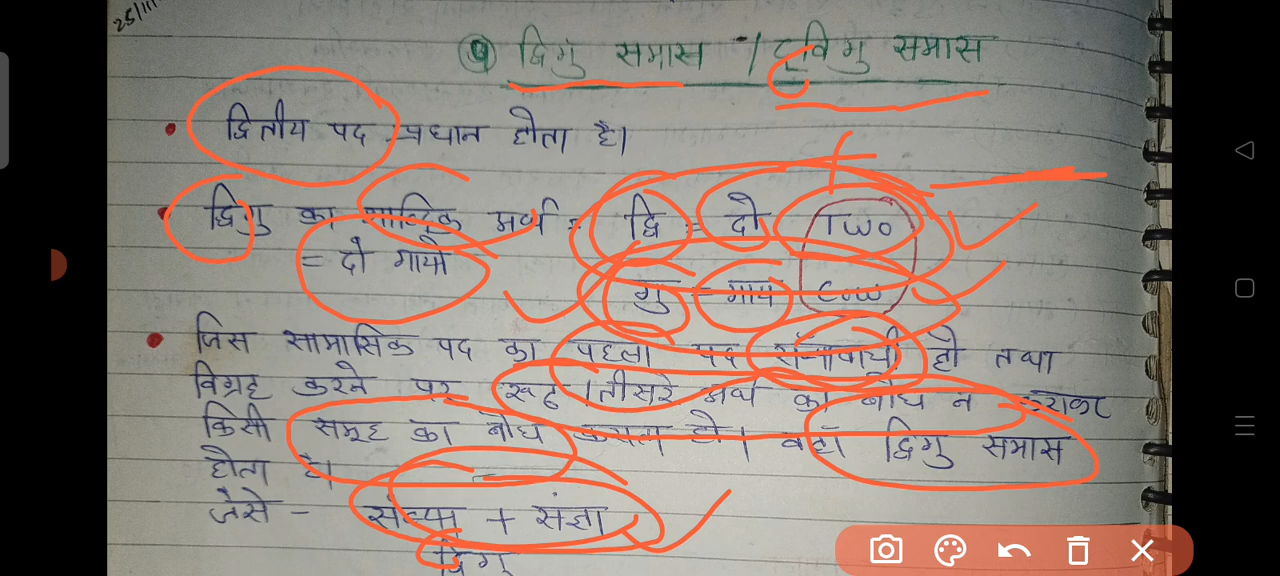 25/11
④ द्विगु समास / द्‌विगु समास
• द्वितीय पद प्रधान होता है।
• द्विगु का शाब्दिक अर्थ = द्वि = दो Two
= दो गायों गु - गाय Cow
• जिस सामासिक पद का पहला पद हो तथा
विग्रह करने पर रूढ़ / तीसरे अर्थ का बोध न कराकर
किसी समूह का बोध कराता हो। वहाँ द्विगु समास
होता है।
जैसे - संख्या + संज्ञा
द्विगु